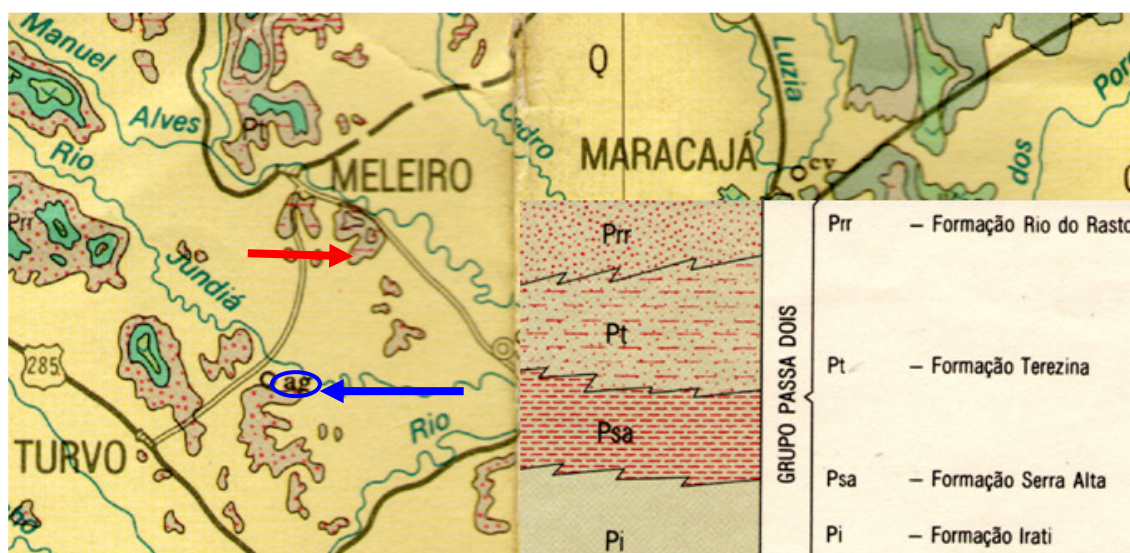 Manuel
Alves
Rio
Pt
MELEIRO
Cedro
Q
Luzia
MARACAJÁ
cv
dos
Prr
Jundiá
285
ag
Rio
TURVO
Prr
Pt
Psa
Pi
GRUPO PASSA DOIS
Prr – Formação Rio do Rasto
Pt – Formação Terezina
Psa – Formação Serra Alta
Pi – Formação Irati